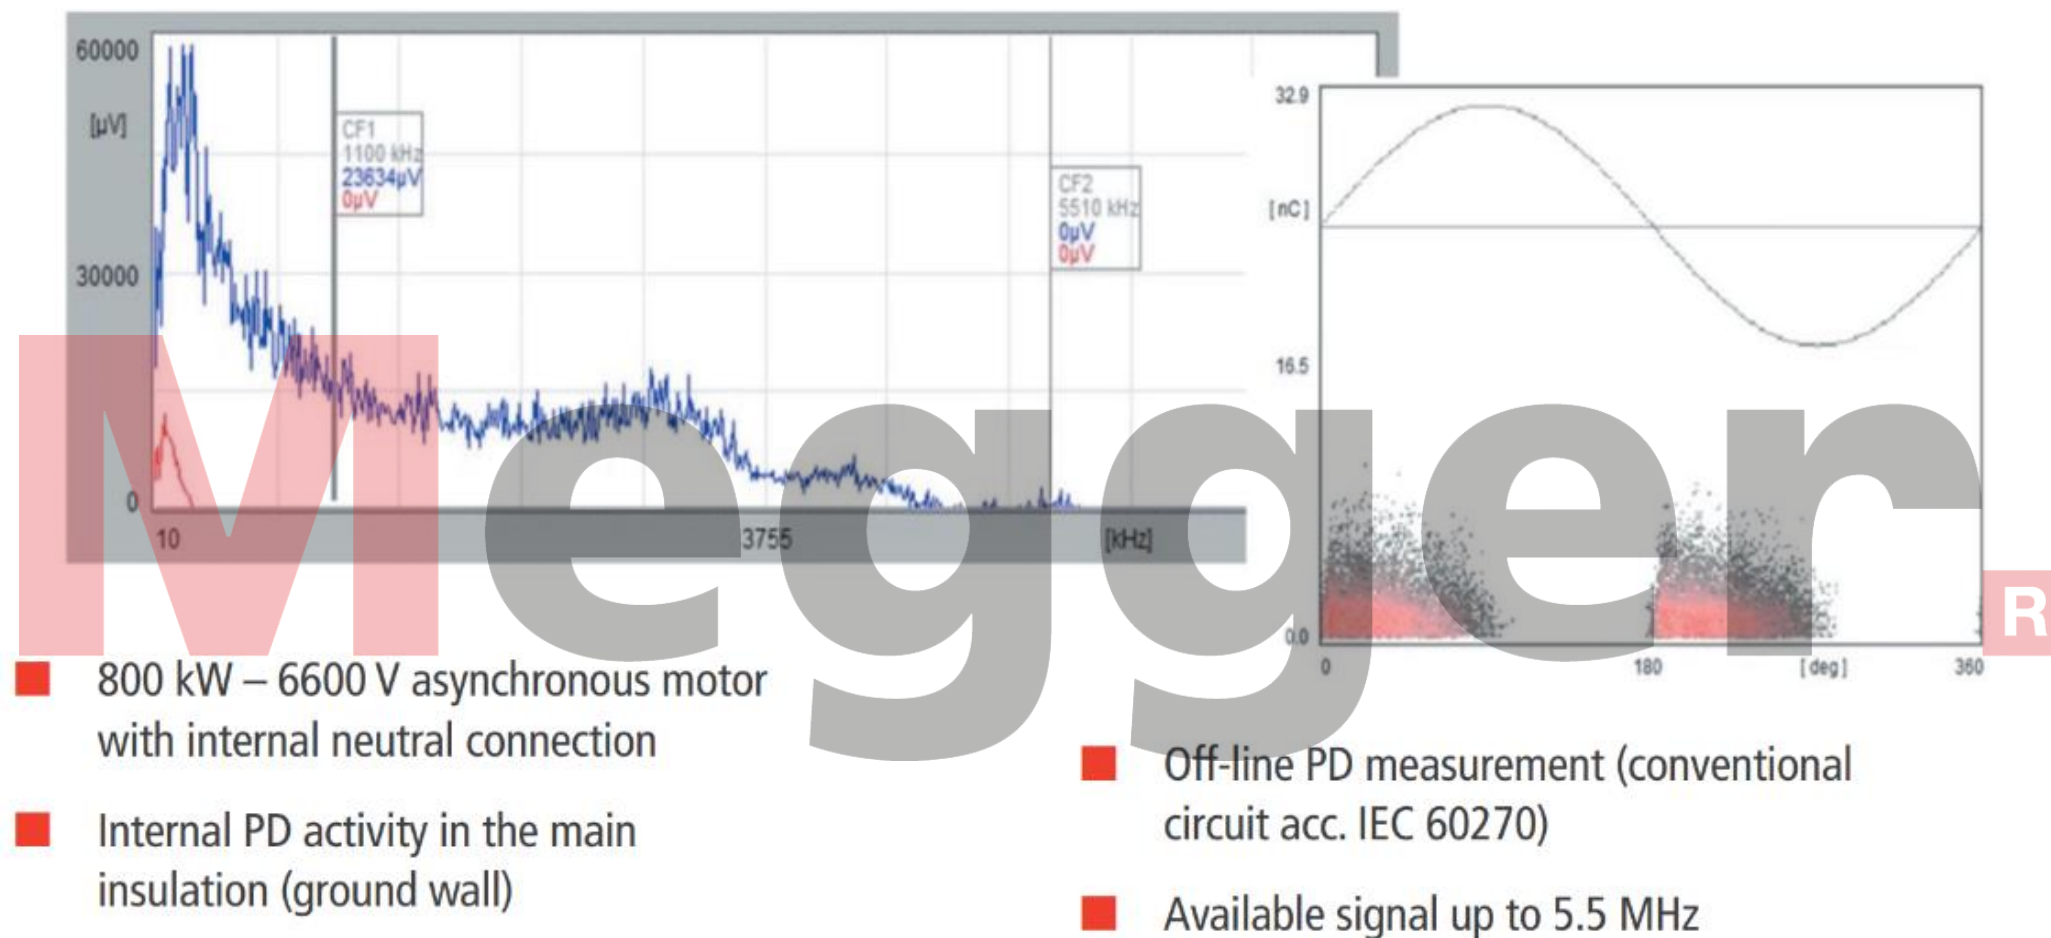 60000
[µV]
30000
0
10
3755
[kHz]
CF1
1100 kHz
23634µV
0µV
CF2
5510 kHz
0µV
0µV
32.9
[nC]
16.5
0.0
0
180
[deg]
360
Megger
R
800 kW – 6600 V asynchronous motor
with internal neutral connection
Internal PD activity in the main
insulation (ground wall)
Off-line PD measurement (conventional
circuit acc. IEC 60270)
Available signal up to 5.5 MHz